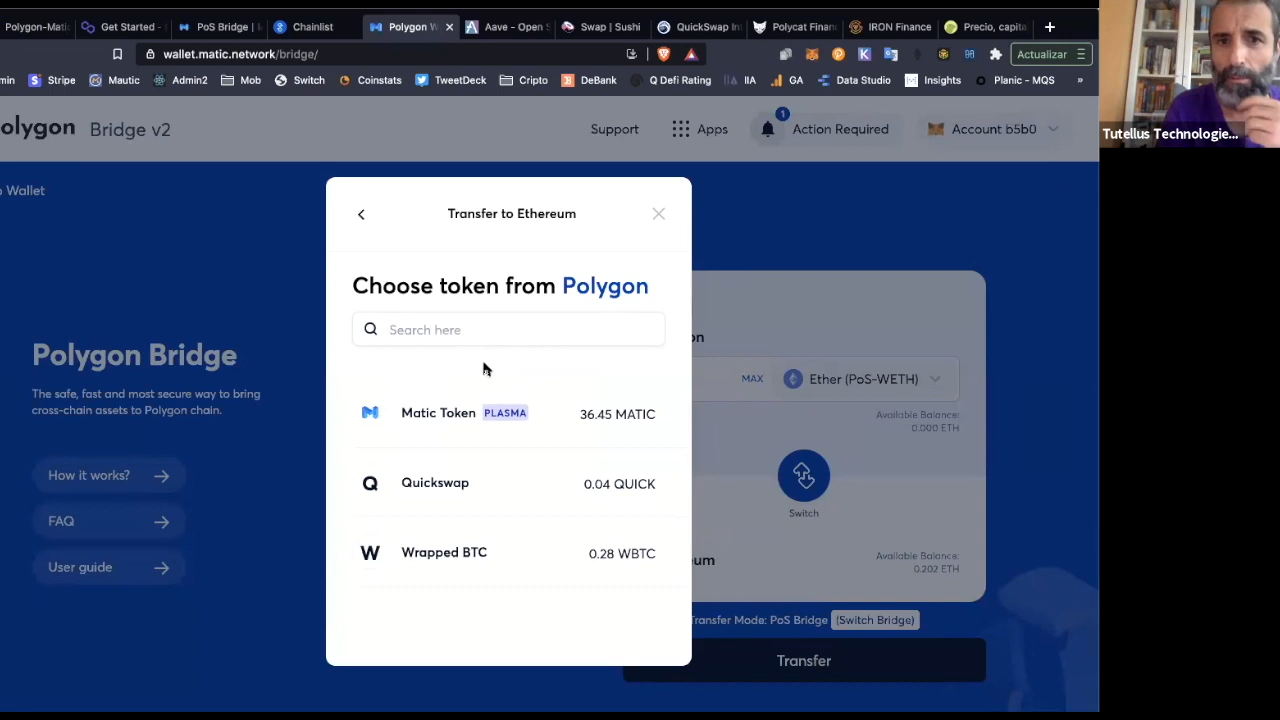 Polygon-Mati
Get Started -
PoS Bridge |
Chainlist
Polygon W
Aave - Open S
Swap | Sushi
QuickSwap In
Polycat Finan
IRON Finance
Precio, capita
wallet.matic.network/bridge/
Actualizar
min
Stripe
Mautic
Admin2
Mob
Switch
Coinstats
TweetDeck
Cripto
DeBank
Q Defi Rating
IIA
GA
Data Studio
Insights
Planic - MQS
»
Tutellus Technologie...
olygon
Bridge v2
Support
Apps
1
Action Required
Account b5b0
o Wallet
Transfer to Ethereum
Choose token from Polygon
Search here
Matic Token PLASMA 36.45 MATIC
Quickswap 0.04 QUICK
W Wrapped BTC 0.28 WBTC
Polygon Bridge
The safe, fast and most secure way to bring
cross-chain assets to Polygon chain.
How it works?
FAQ
User guide
on
MAX
Ether (PoS-WETH)
Available Balance:
0.000 ETH
Switch
um
Available Balance:
0.202 ETH
Transfer Mode: PoS Bridge (Switch Bridge)
Transfer